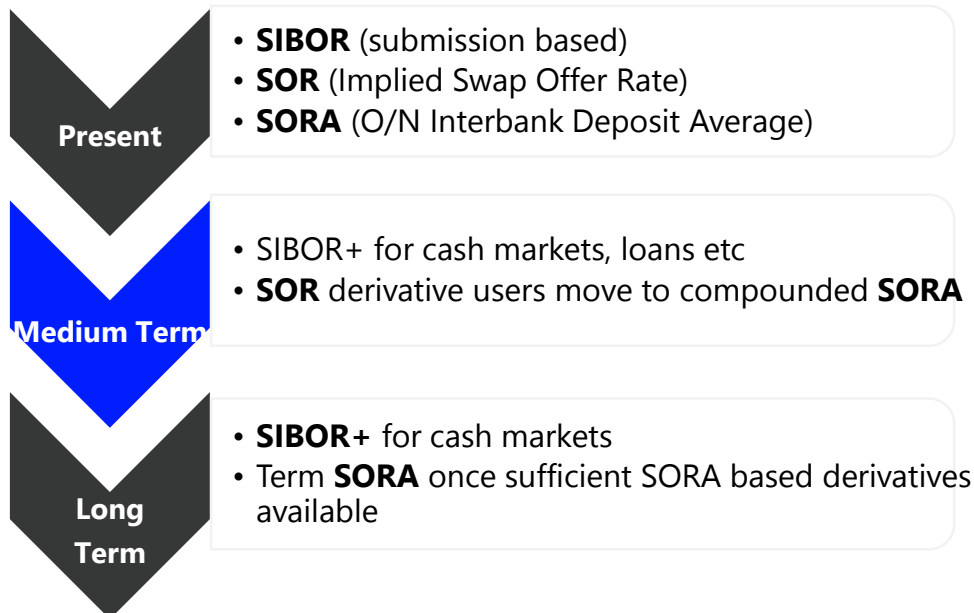 Present
• SIBOR (submission based)
• SOR (Implied Swap Offer Rate)
• SORA (O/N Interbank Deposit Average)
Medium Term
• SIBOR+ for cash markets, loans etc
• SOR derivative users move to compounded SORA
Long
Term
• SIBOR+ for cash markets
• Term SORA once sufficient SORA based derivatives
available